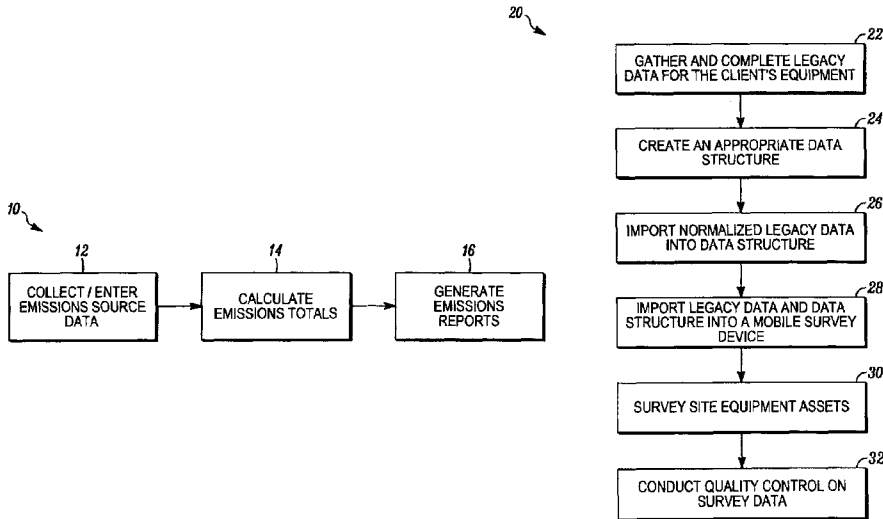 10
12
COLLECT / ENTER
EMISSIONS SOURCE
DATA
14
CALCULATE
EMISSIONS TOTALS
16
GENERATE
EMISSIONS
REPORTS
20
22
GATHER AND COMPLETE LEGACY
DATA FOR THE CLIENT'S EQUIPMENT
24
CREATE AN APPROPRIATE DATA
STRUCTURE
26
IMPORT NORMALIZED LEGACY DATA
INTO DATA STRUCTURE
28
IMPORT LEGACY DATA AND DATA
STRUCTURE INTO A MOBILE SURVEY
DEVICE
30
SURVEY SITE EQUIPMENT ASSETS
32
CONDUCT QUALITY CONTROL ON
SURVEY DATA